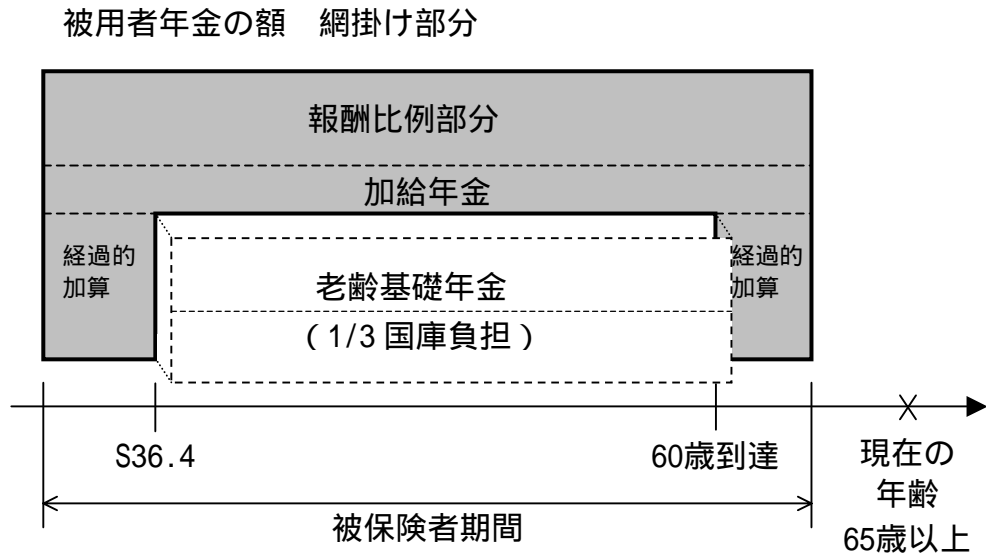 被用者年金の額　網掛け部分
報酬比例部分
加給年金
経過的
加算
老齢基礎年金
（1/3 国庫負担）
経過的
加算
S36.4
60歳到達
現在の
年齢
65歳以上
被保険者期間